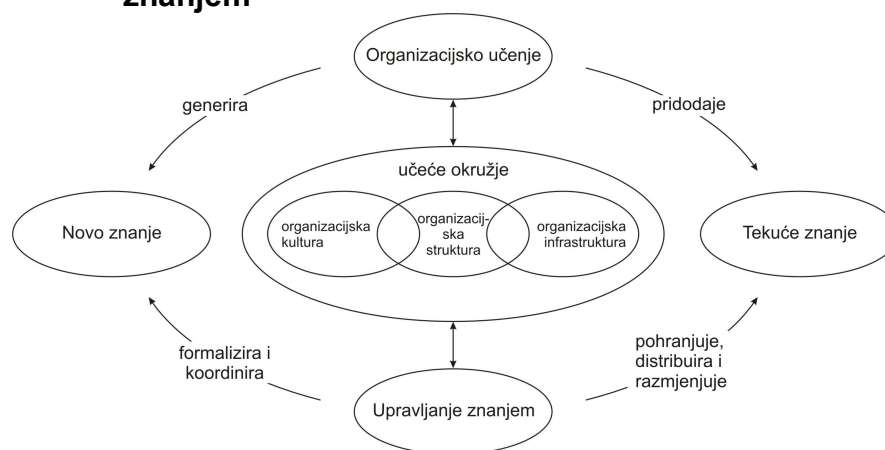 znanjem
Organizacijsko učenje
generira
pridodaje
učeće okružje
Novo znanje
organizacijska
kultura
organizacij-
ska
struktura
organizacijska
infrastruktura
Tekuće znanje
formalizira i
koordinira
pohranjuje,
distribuira i
razmjenjuje
Upravljanje znanjem